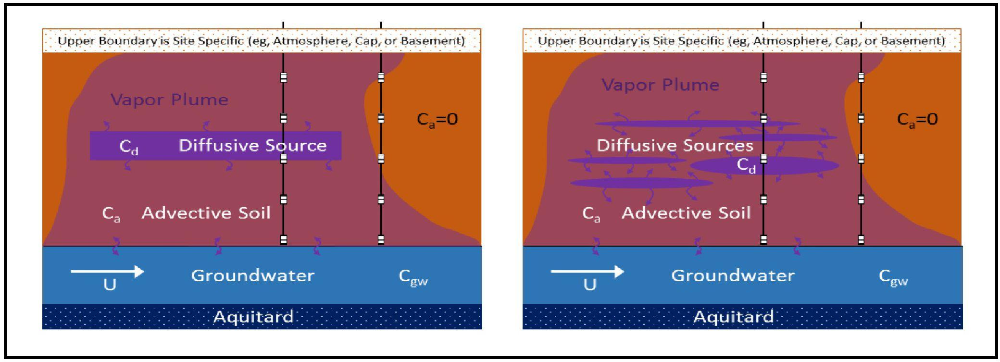 Upper Boundary is Site Specific (eg, Atmosphere, Cap, or Basement)
Vapor Plume
Ca=0
Cd Diffusive Source
Ca Advective Soil
Groundwater Cgw
U
Aquitard
Upper Boundary is Site Specific (eg, Atmosphere, Cap, or Basement)
Vapor Plume
Ca=0
Diffusive Sources
Cd
Ca Advective Soil
Groundwater Cgw
U
Aquitard